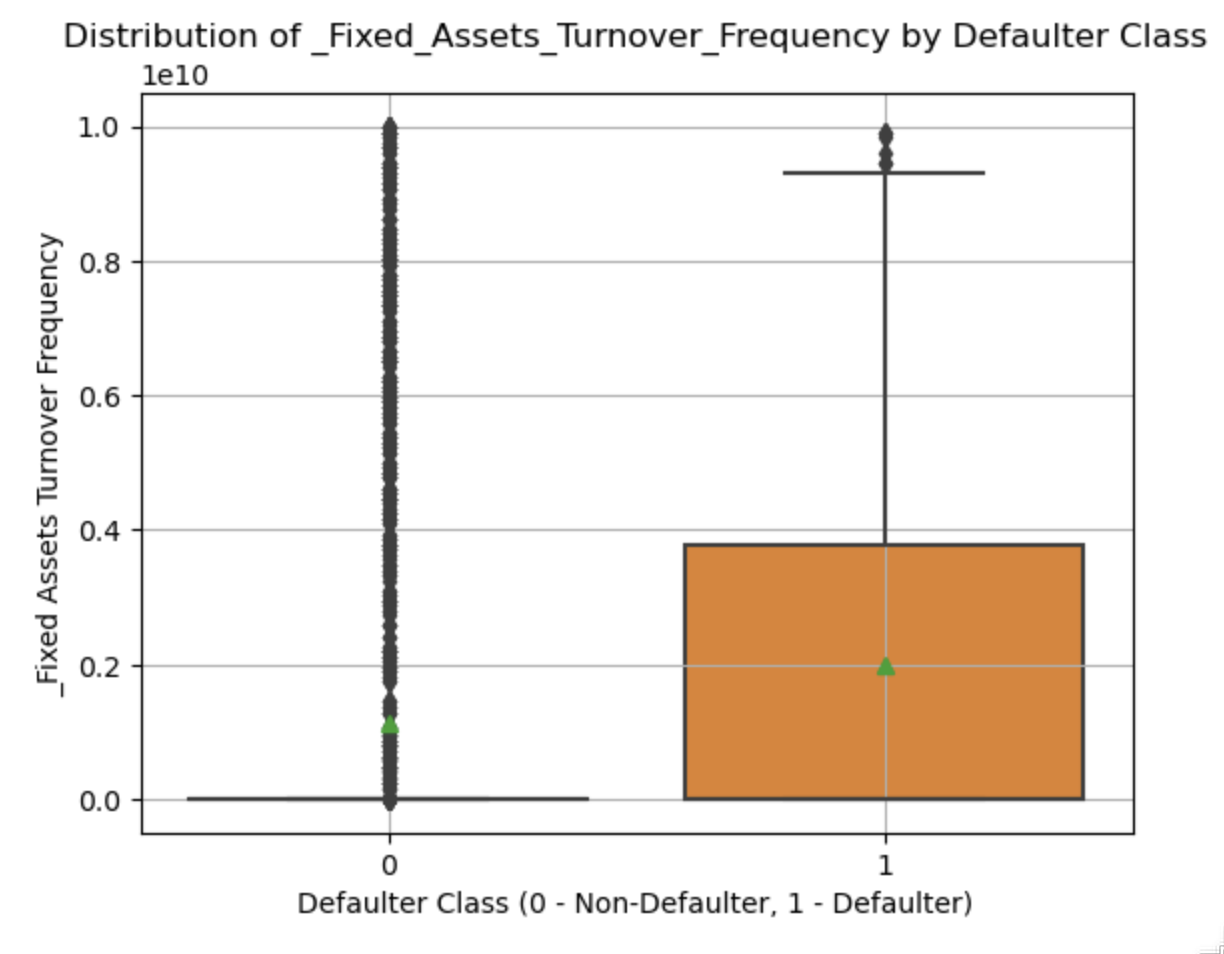 Distribution of _Fixed_Assets_Turnover_Frequency by Defaulter Class
1e10
1.0
0.8
0.6
0.4
0.2
0.0
_Fixed Assets Turnover Frequency
0 1
Defaulter Class (0 - Non-Defaulter, 1 - Defaulter)